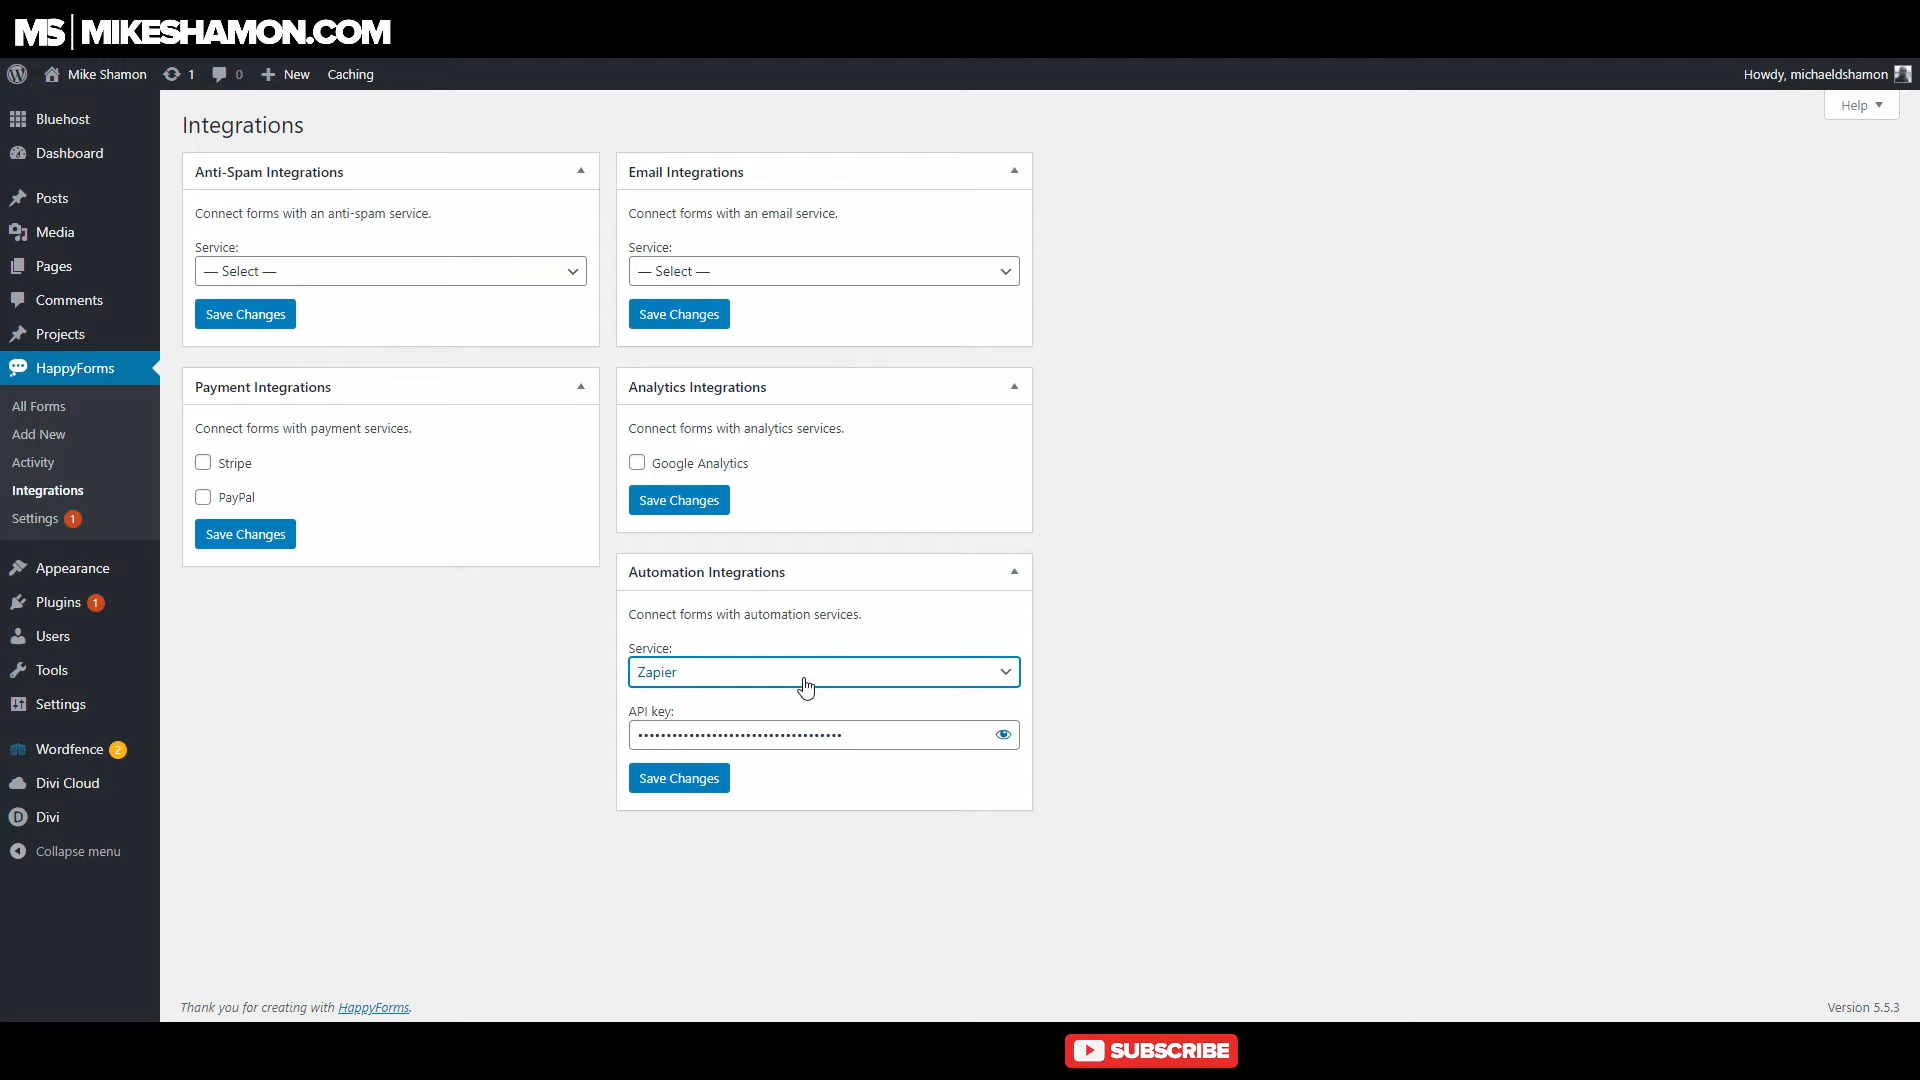 MS | MIKESHAMON.COM
Mike Shamon 1 0 New Caching
Howdy, michaeldshamon
Help
Bluehost
Dashboard
Posts
Media
Pages
Comments
Projects
HappyForms
All Forms
Add New
Activity
Integrations
Settings 1
Appearance
Plugins 1
Users
Tools
Settings
Wordfence 2
Divi Cloud
D Divi
Collapse menu
Integrations
Anti-Spam Integrations
Connect forms with an anti-spam service.
Service:
— Select —
Save Changes
Email Integrations
Connect forms with an email service.
Service:
— Select —
Save Changes
Payment Integrations
Connect forms with payment services.
Stripe
PayPal
Save Changes
Analytics Integrations
Connect forms with analytics services.
Google Analytics
Save Changes
Automation Integrations
Connect forms with automation services.
Service:
Zapier
API key:
••••••••••••••••••••••••••••••••••••
Save Changes
Thank you for creating with HappyForms.
Version 5.5.3
SUBSCRIBE